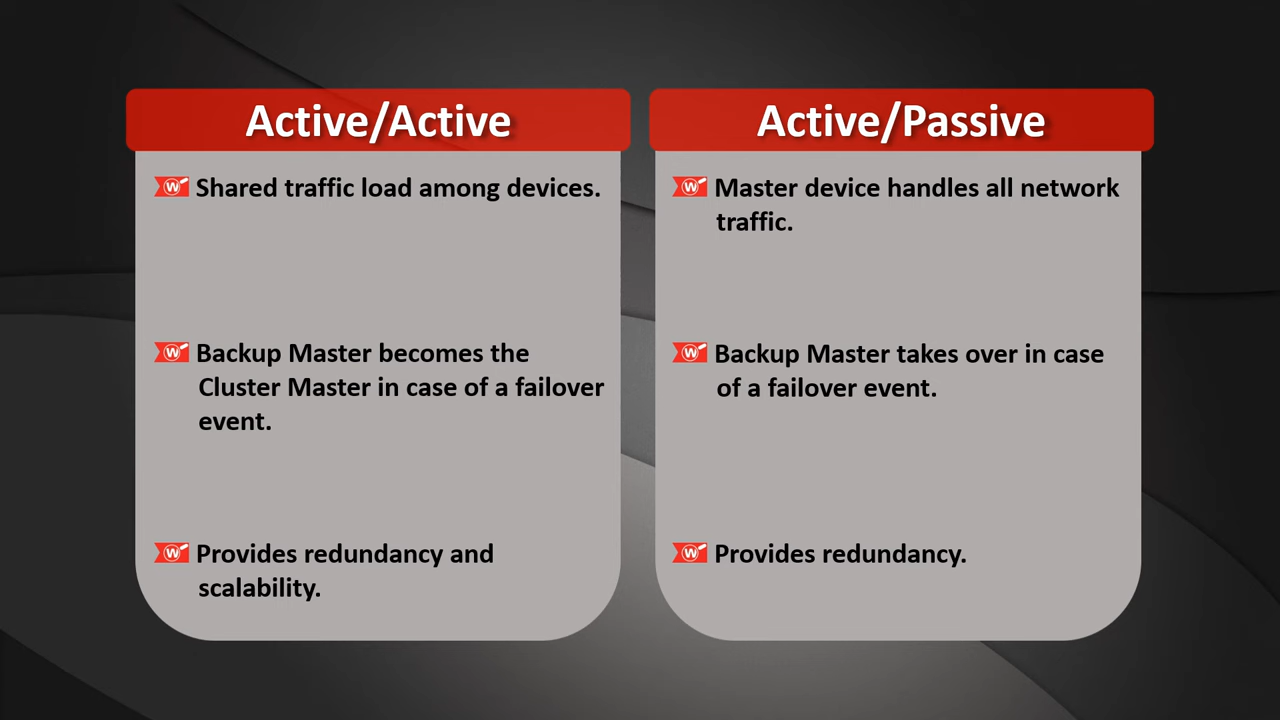 Active/Active
Shared traffic load among devices.
Backup Master becomes the
Cluster Master in case of a failover
event.
Provides redundancy and
scalability.
Active/Passive
Master device handles all network
traffic.
Backup Master takes over in case
of a failover event.
Provides redundancy.